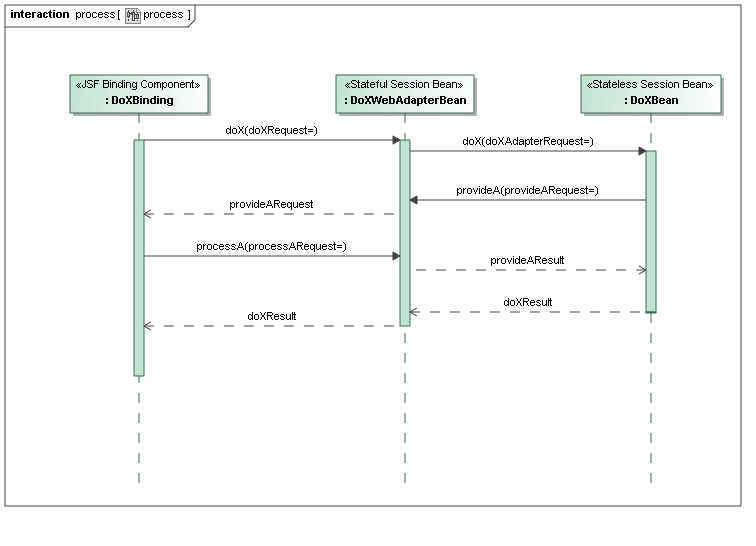 interaction process [ process ]
«JSF Binding Component»
: DoXBinding
«Stateful Session Bean»
: DoXWebAdapterBean
«Stateless Session Bean»
: DoXBean
doX(doXRequest=)
doX(doXAdapterRequest=)
provideA(provideARequest=)
provideARequest
processA(processARequest=)
provideAResult
doXResult
doXResult